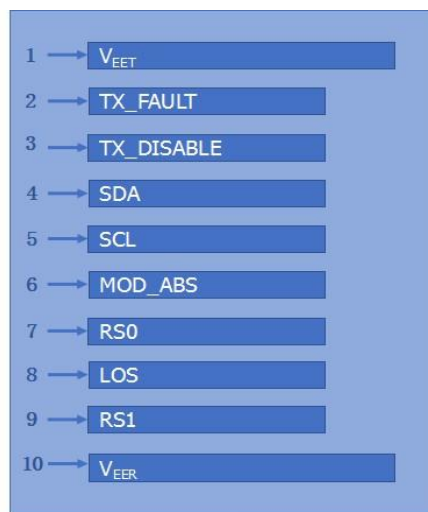 1 V_EET
2 TX_FAULT
3 TX_DISABLE
4 SDA
5 SCL
6 MOD_ABS
7 RS0
8 LOS
9 RS1
10 V_EER